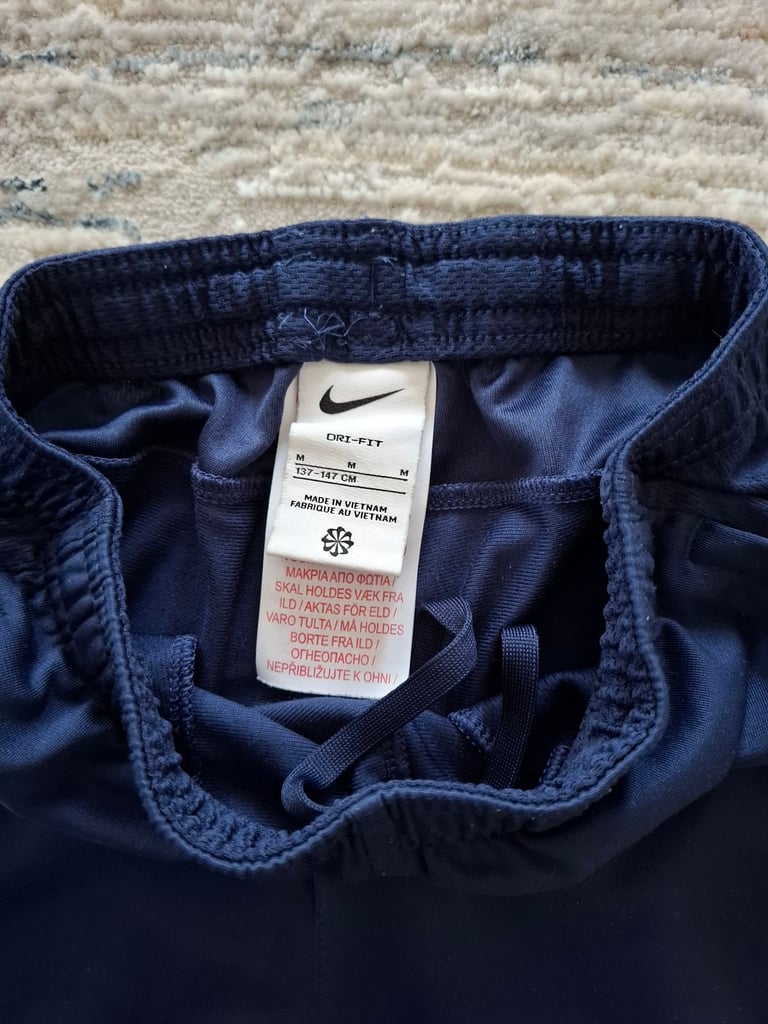 DRI-FIT
M M M
137-147 CM
MADE IN VIETNAM
FABRIQUE AU VIETNAM
ΜΑΚΡΙΑ ΑΠΟ ΦΩΤΙΑ /
SKAL HOLDES VÆK FRA
ILD / AKTAS FÖR ELD /
VARO TULTA / MÅ HOLDES
BORTE FRA ILD /
ОГНЕОПАСНО /
NEPŘIBLIŽUJTE K OHNI /